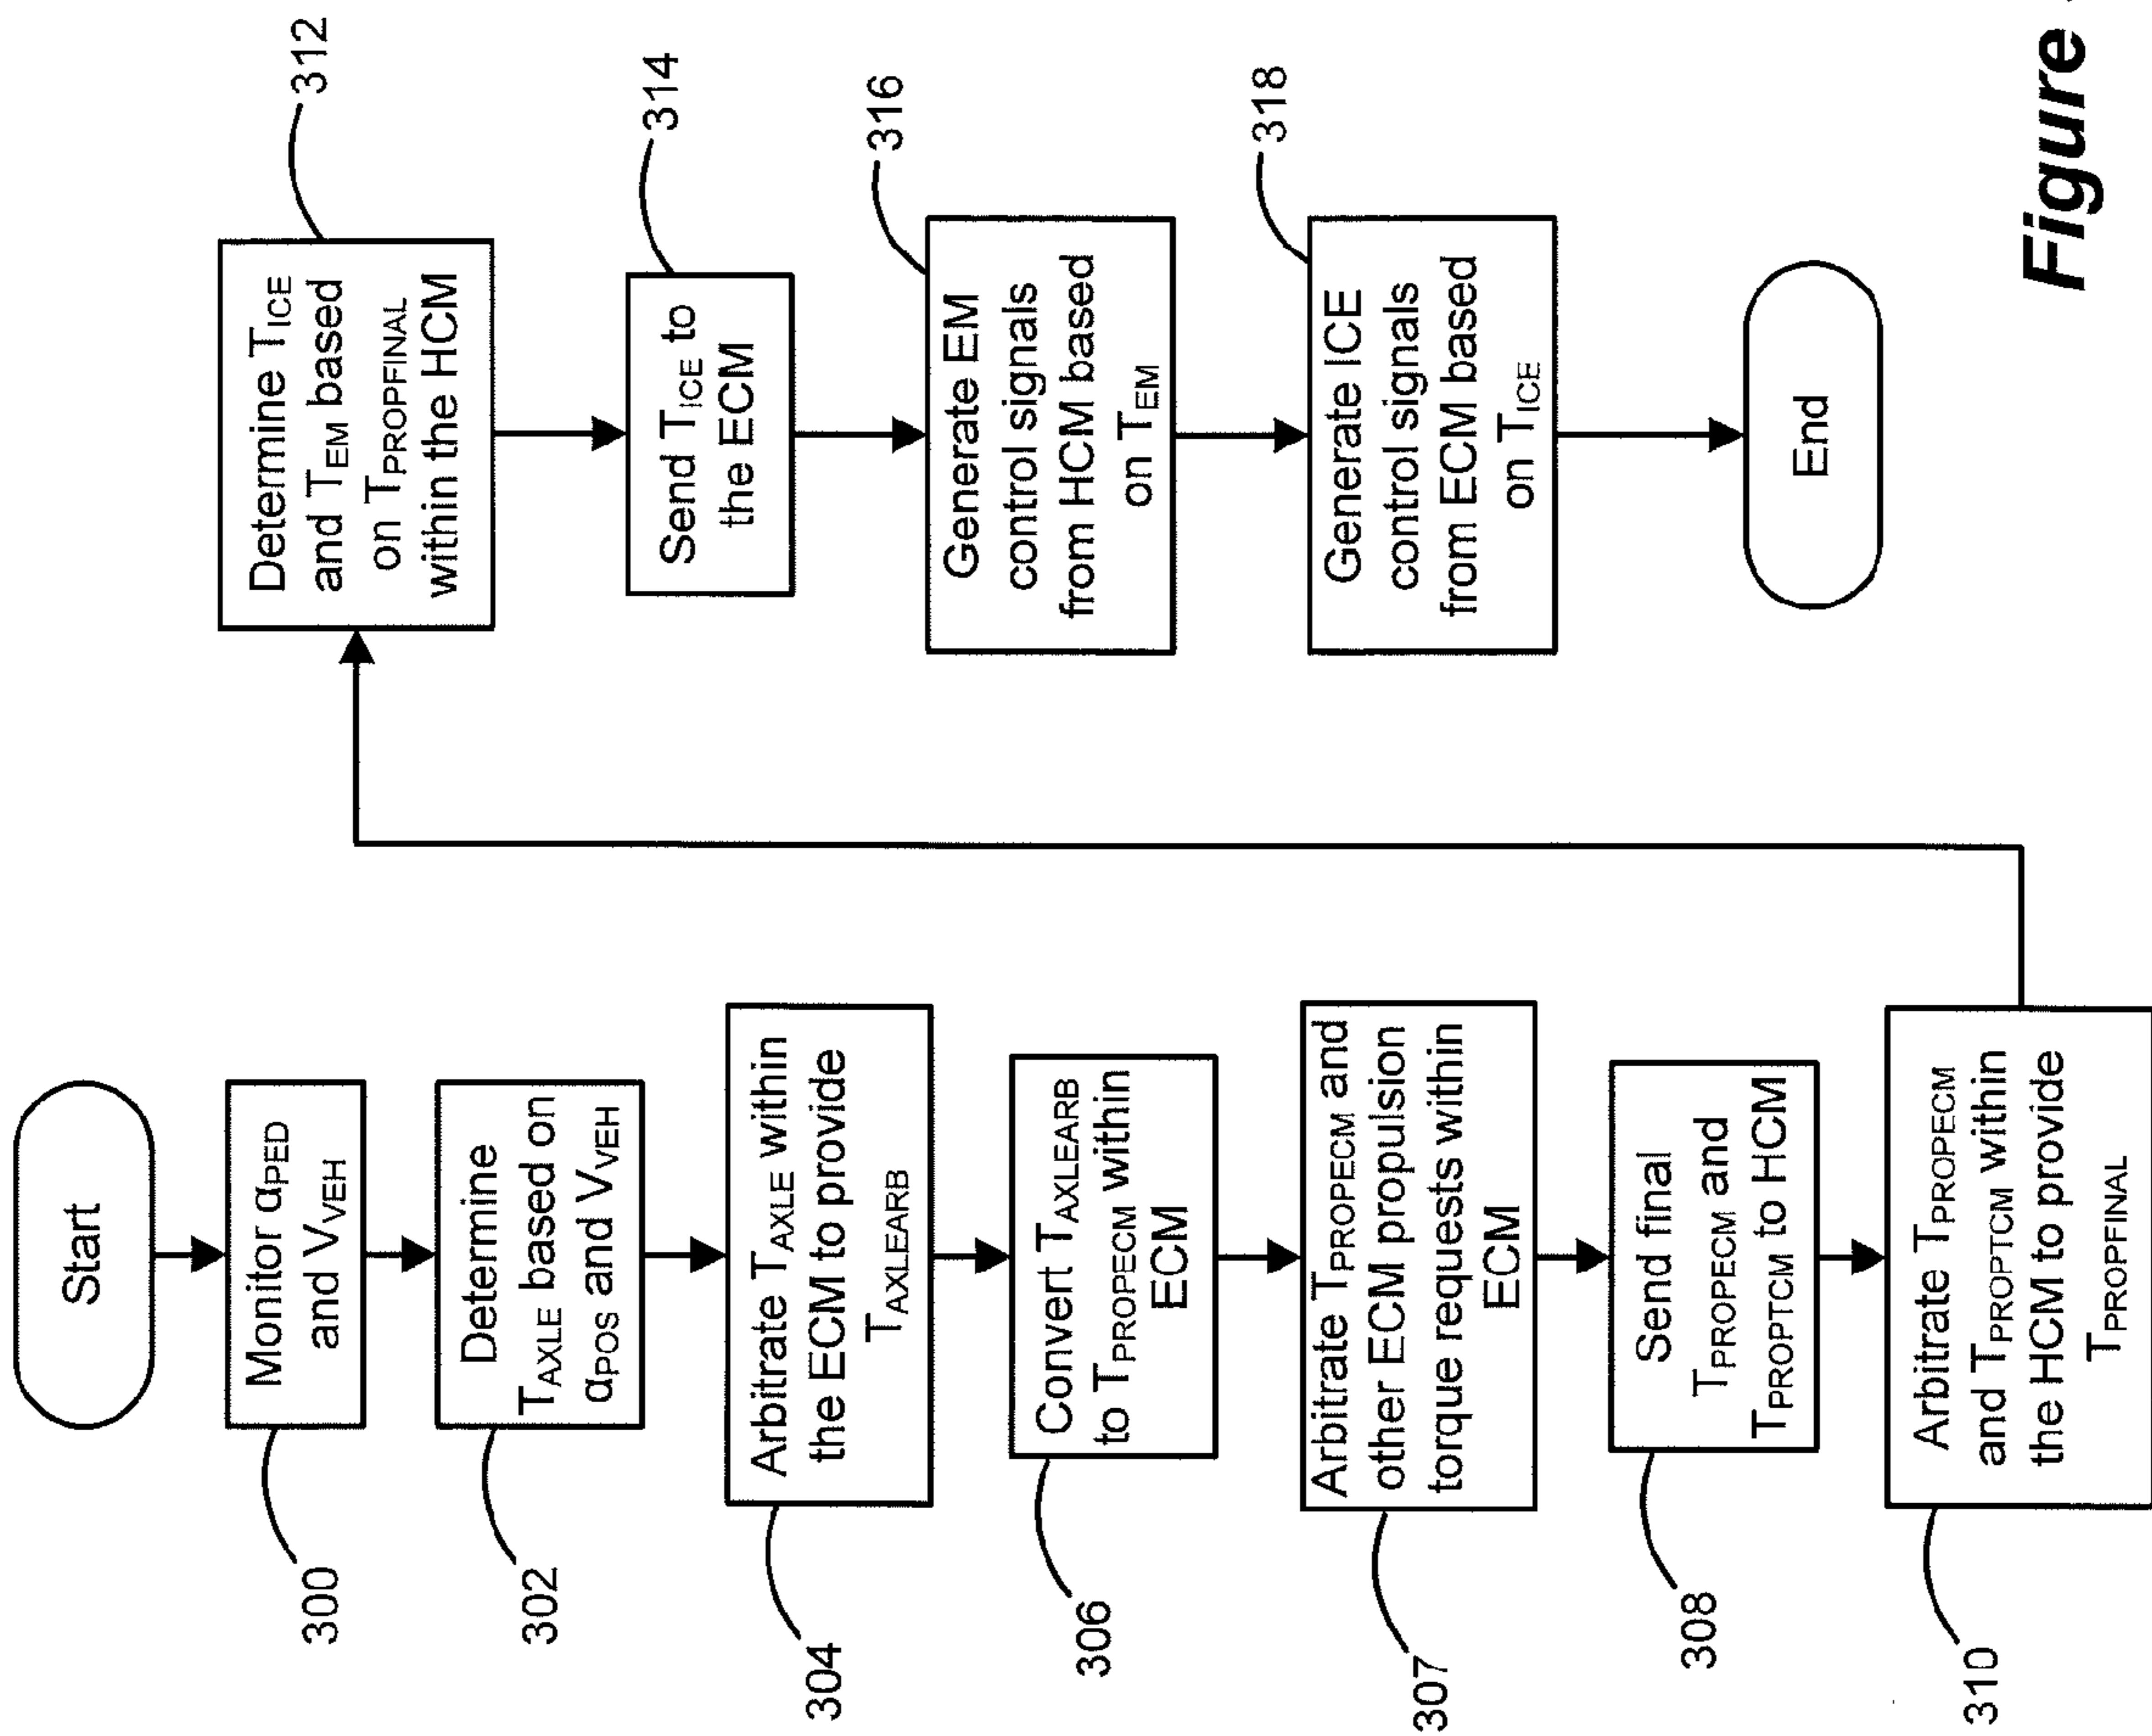 Start
Monitor αPED
and VVEH
300
Determine
TAXLE based on
αPOS and VVEH
302
Arbitrate TAXLE within
the ECM to provide
TAXLEARB
304
Convert TAXLEARB
to TPROPECM within
ECM
306
Arbitrate TPROPECM and
other ECM propulsion
torque requests within
ECM
307
Send final
TPROPECM and
TPROPTCM to HCM
308
Arbitrate TPROPECM
and TPROPTCM within
the HCM to provide
TPROPFINAL
310
Determine TICE
and TEM based
on TPROPFINAL
within the HCM
312
Send TICE to
the ECM
314
Generate EM
control signals
from HCM based
on TEM
316
Generate ICE
control signals
from ECM based
on TICE
318
End
Figure